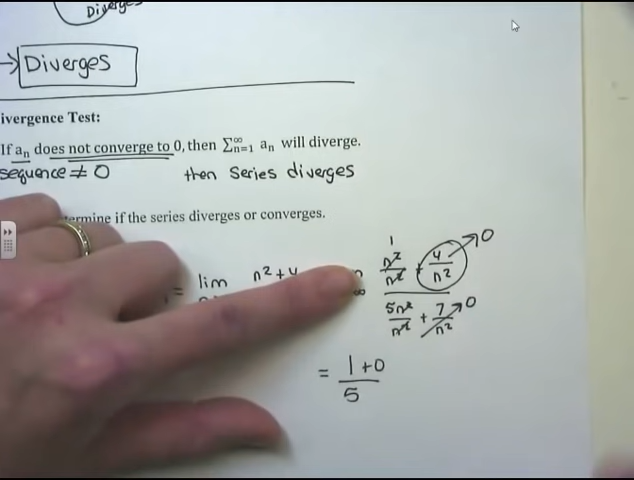 Diverges
→ Diverges
ivergence Test:
If aₙ does not converge to 0, then ∑ₙ₌₁^∞ aₙ will diverge.
sequence ≠ 0 then Series diverges
termine if the series diverges or converges.
= lim n² + 4
1
n²/n² + 4/n² → 0
5n²/n² + 7/n² → 0
= 1+0
5